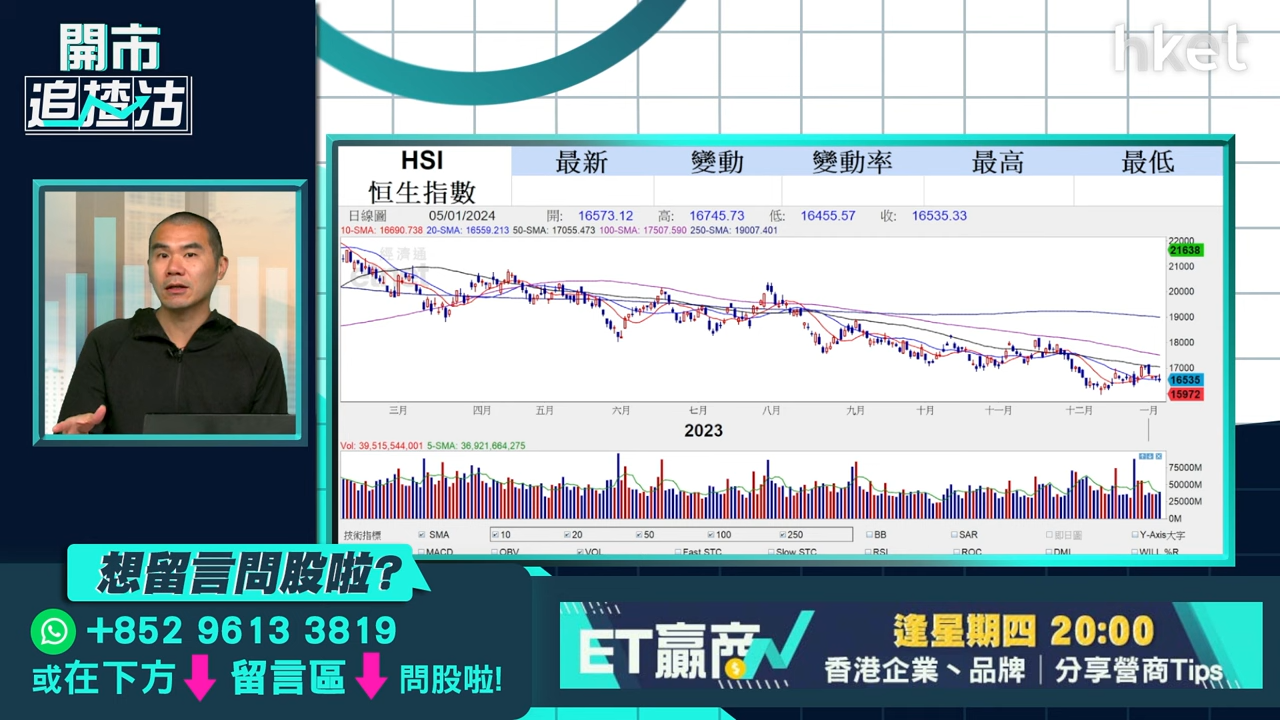 開市
追揸沽
hket
HSI 最新 變動 變動率 最高 最低
恒生指數
日線圖 05/01/2024 開: 16573.12 高: 16745.73 低: 16455.57 收: 16535.33
10-SMA: 16690.738 20-SMA: 16559.213 50-SMA: 17055.473 100-SMA: 17507.590 250-SMA: 19007.401
經濟通
22000
21638
21000
20000
19000
18000
17000
16535
15972
三月 四月 五月 六月 七月 八月 九月 十月 十一月 十二月 一月
2023
Vol: 39,515,544,001 5-SMA: 36,921,664,275
75000M
50000M
25000M
0M
技術指標 SMA 10 20 50 100 250 BB SAR 即日圖 Y-Axis大字
MACD OBV VOL Fast STC Slow STC RSI ROC DMI WILL %R
想留言問股啦?
+852 9613 3819
或在下方 留言區 問股啦!
ET贏商
逢星期四 20:00
香港企業、品牌｜分享營商Tips